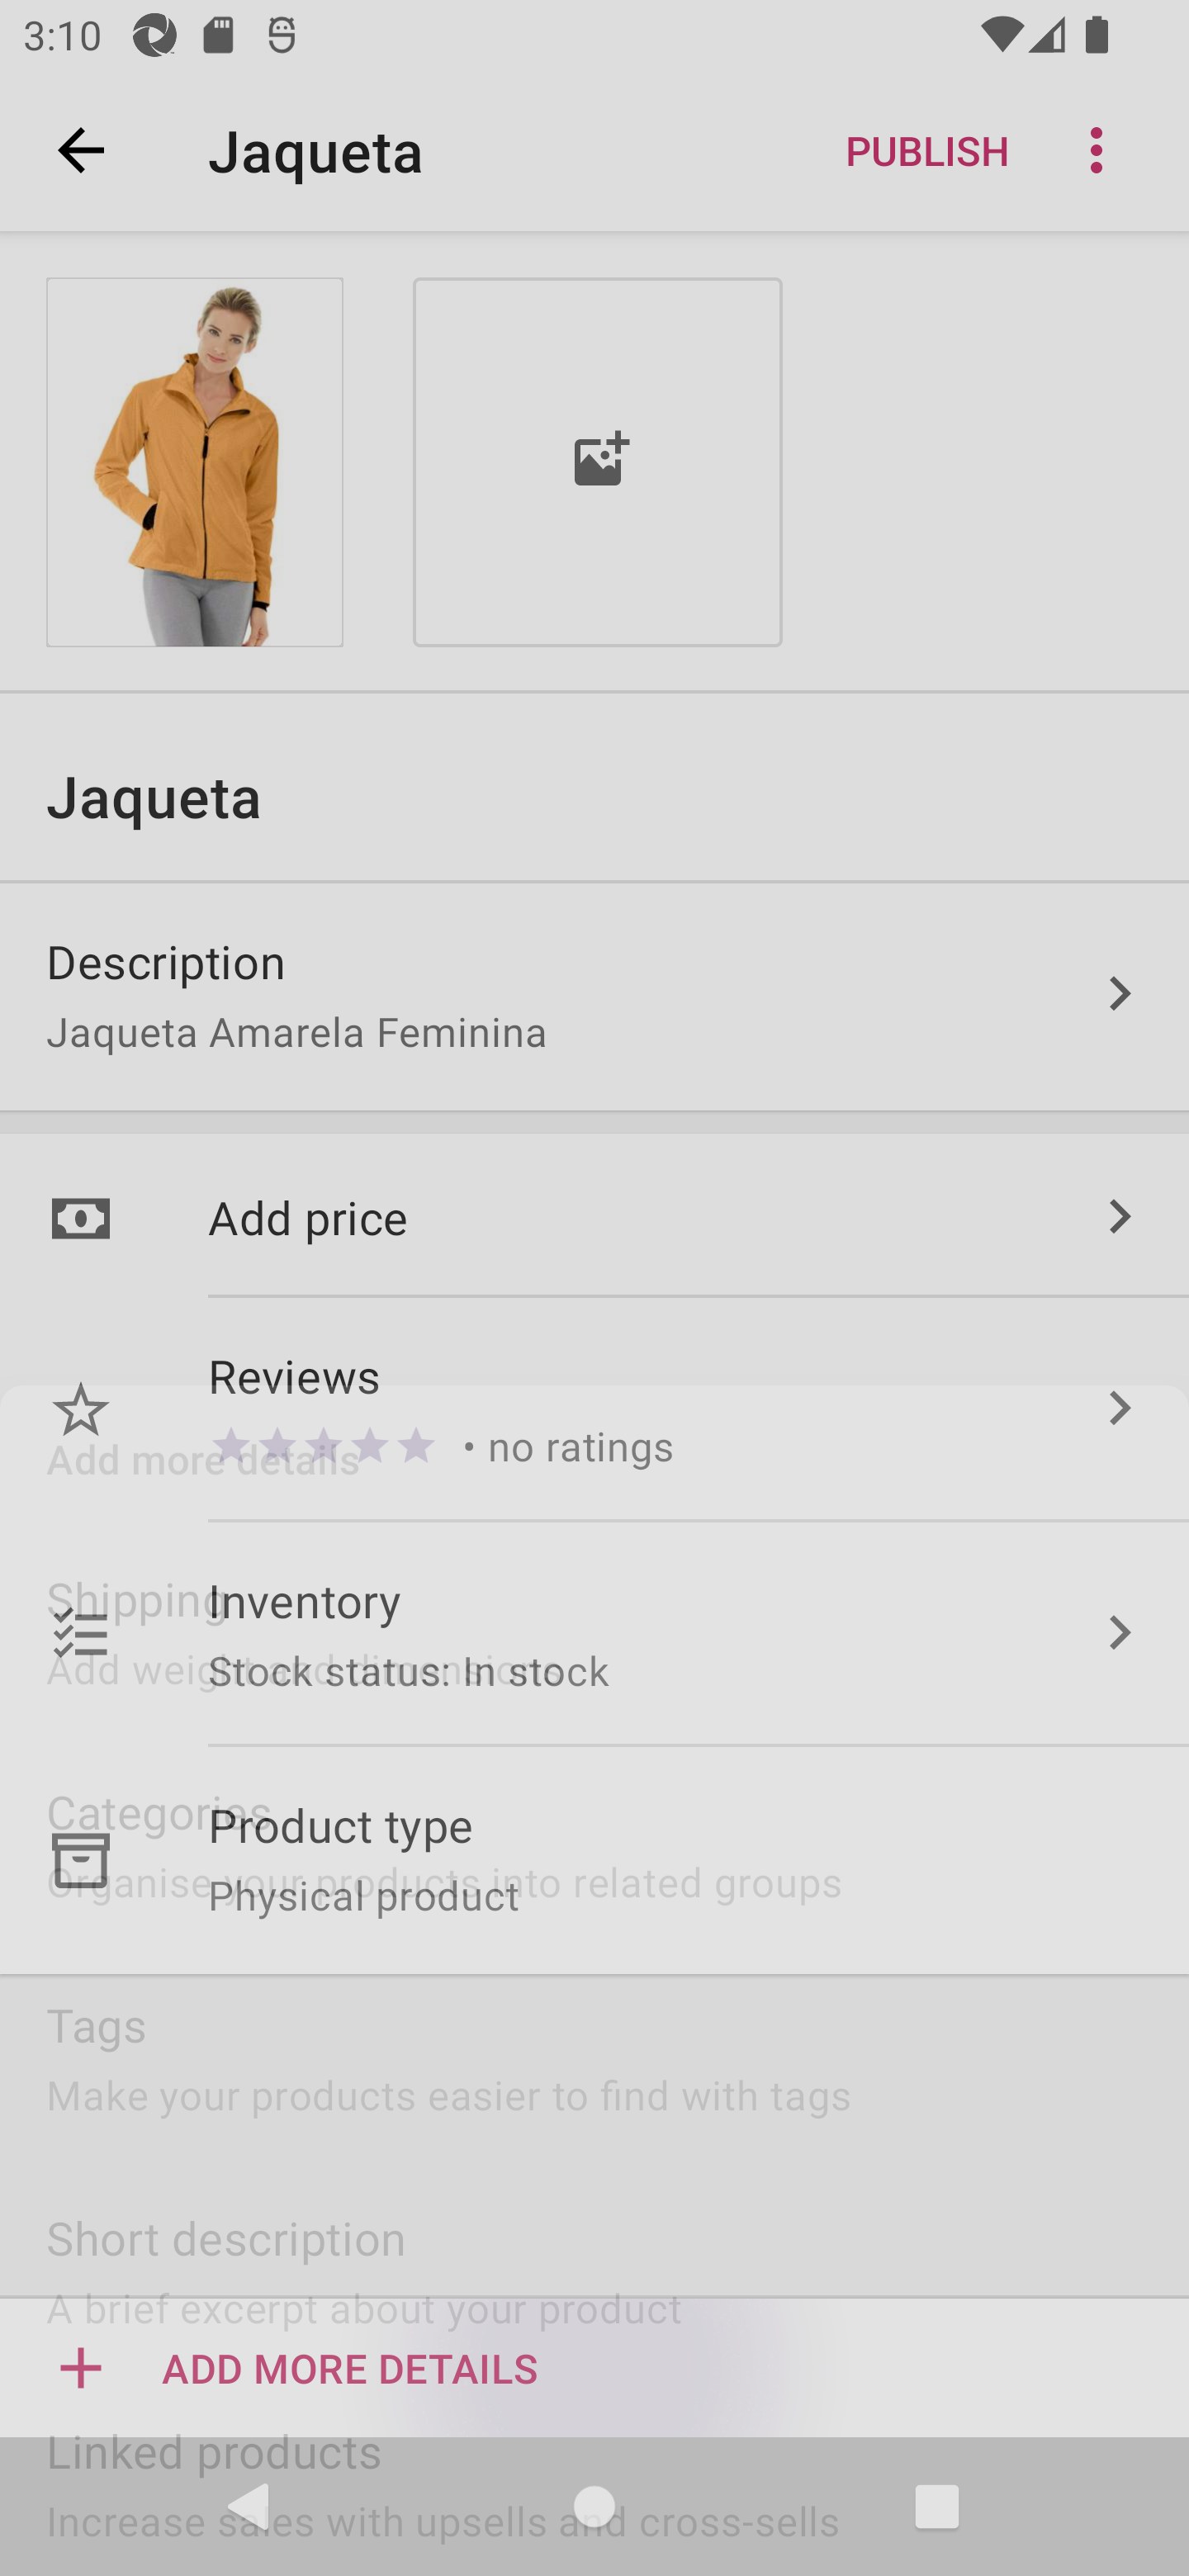 3:10
Jaqueta
PUBLISH
Jaqueta
Description
Jaqueta Amarela Feminina
Add price
Reviews
• no ratings
Add more details
Shipping
Inventory
Add weight and dimensions
Stock status: In stock
Categories
Product type
Organise your products into related groups
Physical product
Tags
Make your products easier to find with tags
Short description
A brief excerpt about your product
ADD MORE DETAILS
Linked products
Increase sales with upsells and cross-sells